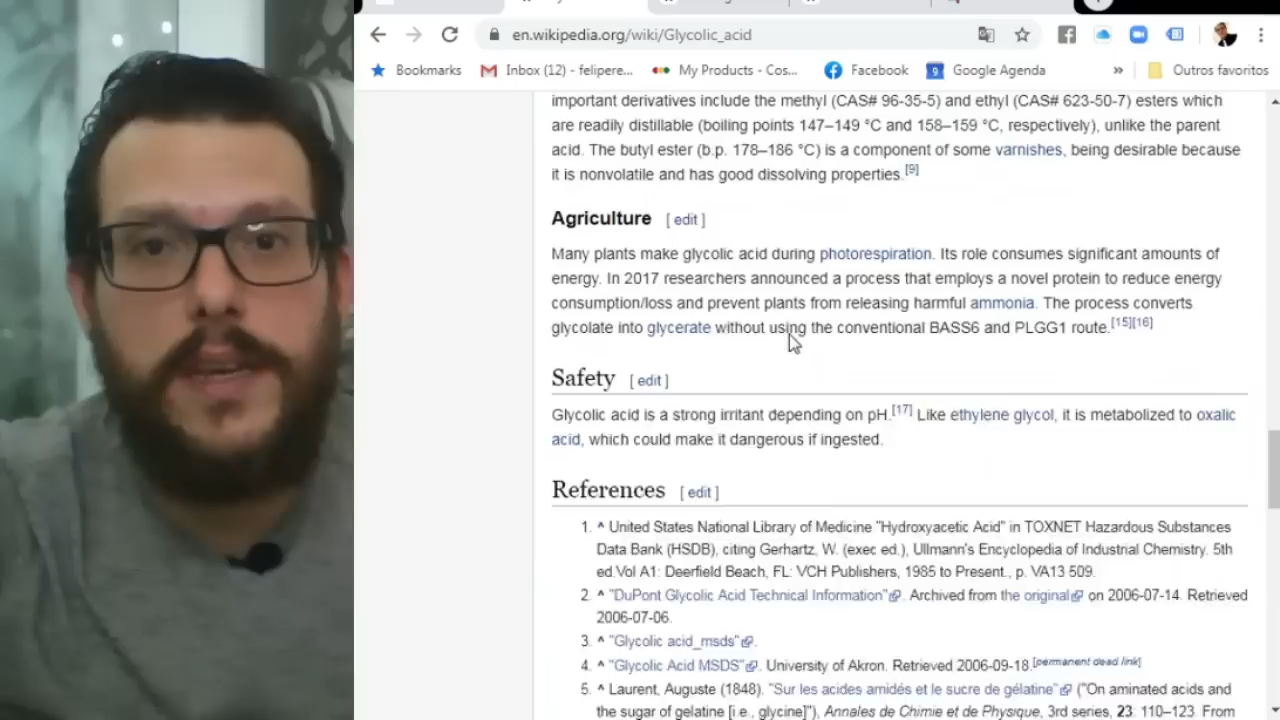 en.wikipedia.org/wiki/Glycolic_acid
Bookmarks
Inbox (12) - felipere...
My Products - Cos...
Facebook
9
Google Agenda
»
Outros favoritos
important derivatives include the methyl (CAS# 96-35-5) and ethyl (CAS# 623-50-7) esters which
are readily distillable (boiling points 147–149 °C and 158–159 °C, respectively), unlike the parent
acid. The butyl ester (b.p. 178–186 °C) is a component of some varnishes, being desirable because
it is nonvolatile and has good dissolving properties.[9]
Agriculture [ edit ]
Many plants make glycolic acid during photorespiration. Its role consumes significant amounts of
energy. In 2017 researchers announced a process that employs a novel protein to reduce energy
consumption/loss and prevent plants from releasing harmful ammonia. The process converts
glycolate into glycerate without using the conventional BASS6 and PLGG1 route.[15][16]
Safety [ edit ]
Glycolic acid is a strong irritant depending on pH.[17] Like ethylene glycol, it is metabolized to oxalic
acid, which could make it dangerous if ingested.
References [ edit ]
1. ^ United States National Library of Medicine "Hydroxyacetic Acid" in TOXNET Hazardous Substances
Data Bank (HSDB), citing Gerhartz, W. (exec ed.), Ullmann's Encyclopedia of Industrial Chemistry. 5th
ed.Vol A1: Deerfield Beach, FL: VCH Publishers, 1985 to Present., p. VA13 509.
2. ^ "DuPont Glycolic Acid Technical Information". Archived from the original on 2006-07-14. Retrieved
2006-07-06.
3. ^ "Glycolic acid_msds".
4. ^ "Glycolic Acid MSDS". University of Akron. Retrieved 2006-09-18.[permanent dead link]
5. ^ Laurent, Auguste (1848). "Sur les acides amidés et le sucre de gélatine" ("On aminated acids and
the sugar of gelatine [i.e., glycine]"), Annales de Chimie et de Physique, 3rd series, 23: 110–123. From